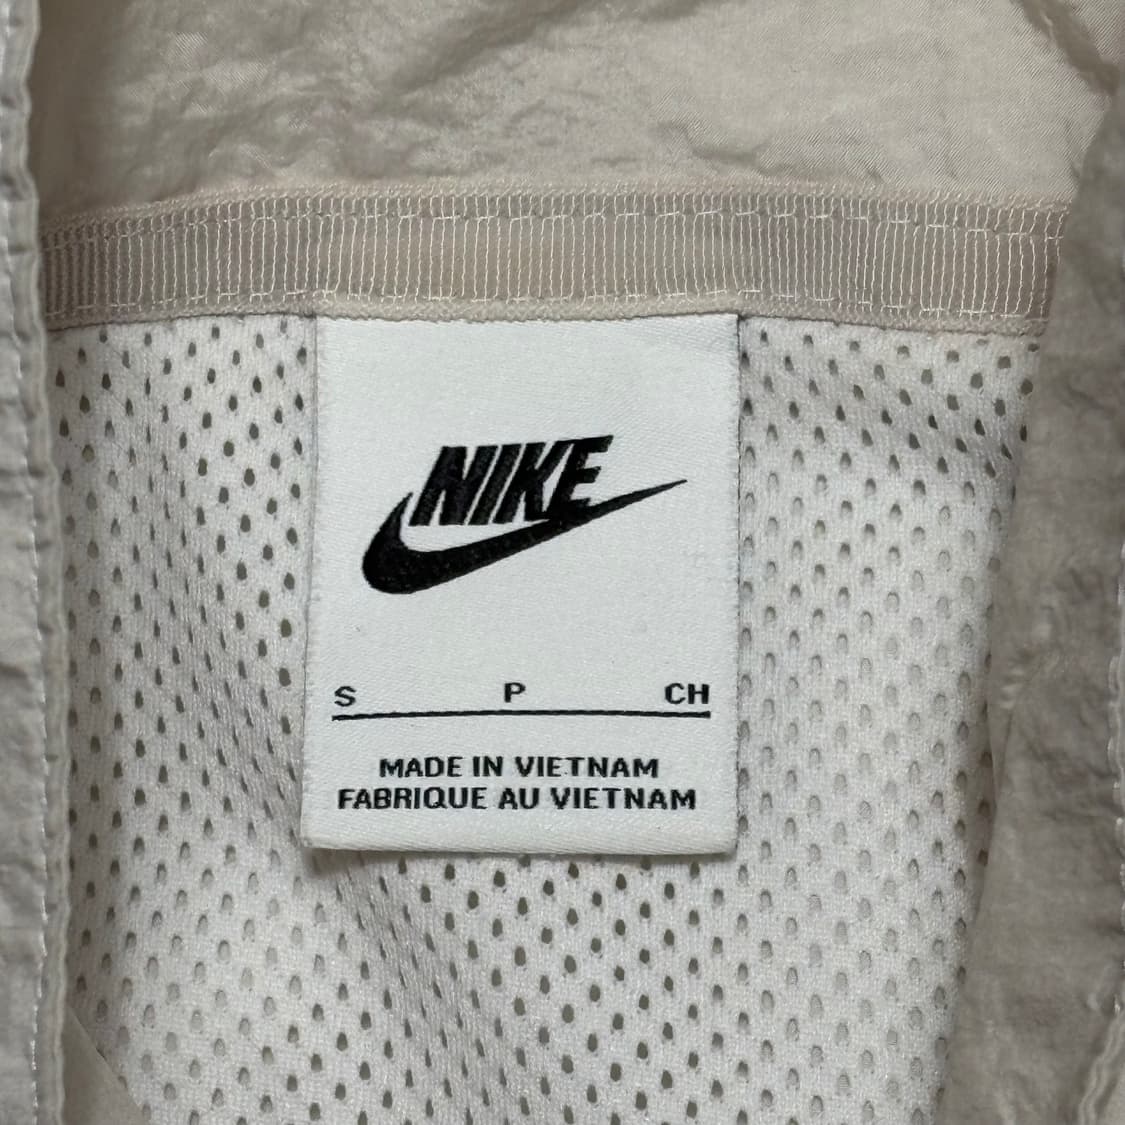 NIKE
S P CH
MADE IN VIETNAM
FABRIQUE AU VIETNAM